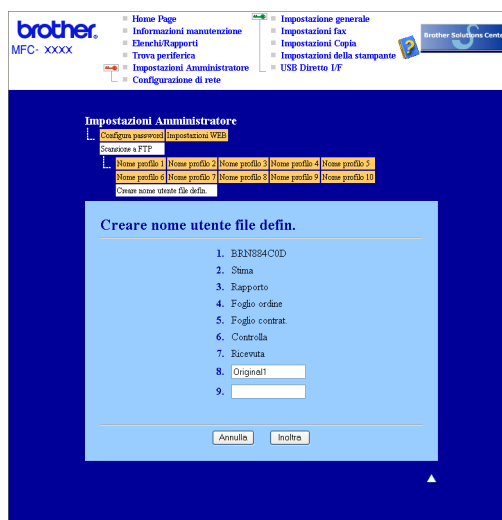 brother
MFC- XXXX
Home Page
Informazioni manutenzione
Elenchi/Rapporti
Trova periferica
Impostazioni Amministratore
Configurazione di rete
Impostazione generale
Impostazioni fax
Impostazioni Copia
Impostazioni della stampante
USB Diretto I/F
Brother Solutions Cente
Impostazioni Amministratore
Configura password Impostazioni WEB
Scansione a FTP
Nome profilo 1 Nome profilo 2 Nome profilo 3 Nome profilo 4 Nome profilo 5
Nome profilo 6 Nome profilo 7 Nome profilo 8 Nome profilo 9 Nome profilo 10
Creare nome utente file defin.
Creare nome utente file defin.
1. BRN884C0D
2. Stima
3. Rapporto
4. Foglio ordine
5. Foglio contrat.
6. Controlla
7. Ricevuta
8. Original1
9.
Annulla Inoltra